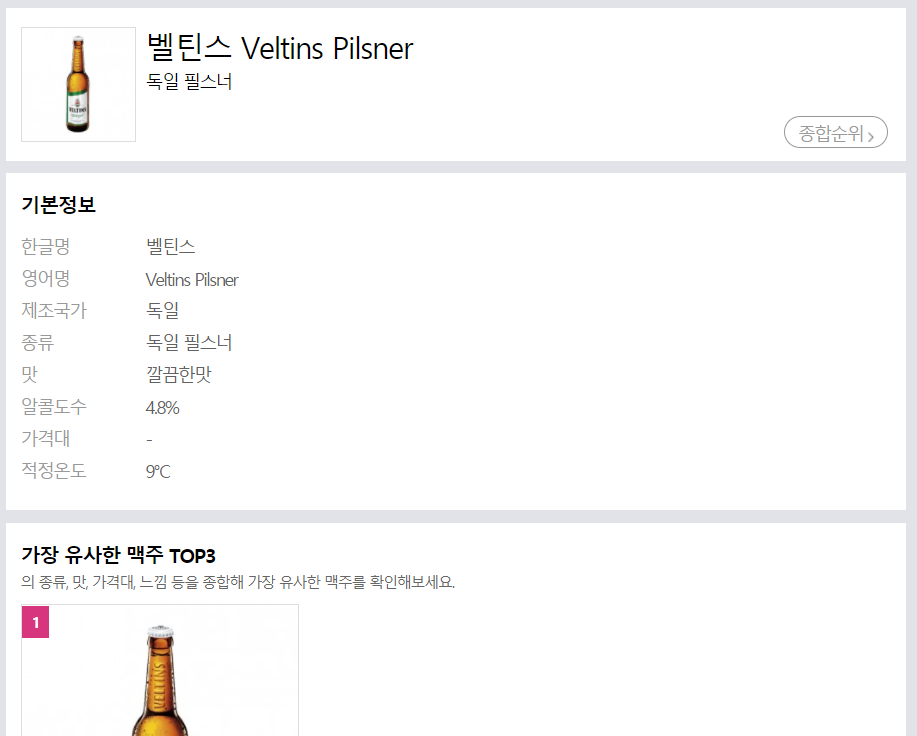 벨틴스 Veltins Pilsner
독일 필스너
VELTINS
종합순위 >
기본정보
한글명 벨틴스
영어명 Veltins Pilsner
제조국가 독일
종류 독일 필스너
맛 깔끔한맛
알콜도수 4.8%
가격대 -
적정온도 9℃
가장 유사한 맥주 TOP3
의 종류, 맛, 가격대, 느낌 등을 종합해 가장 유사한 맥주를 확인해보세요.
1
VELTINS